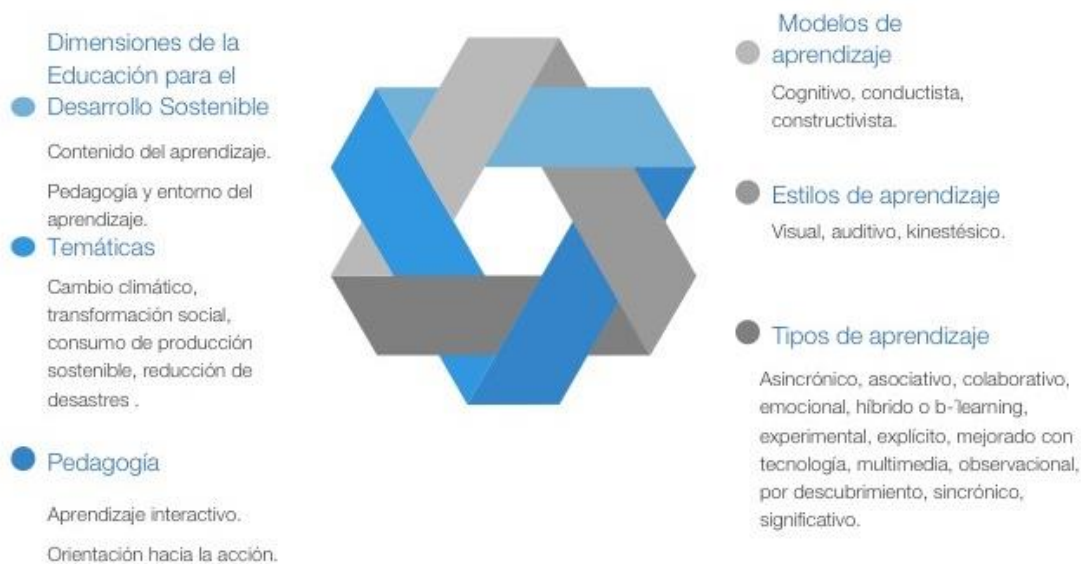 Dimensiones de la
Educación para el
Desarrollo Sostenible
Contenido del aprendizaje.
Pedagogía y entorno del
aprendizaje.
Temáticas
Cambio climático,
transformación social,
consumo de producción
sostenible, reducción de
desastres .
Pedagogía
Aprendizaje interactivo.
Orientación hacia la acción.
Modelos de
aprendizaje
Cognitivo, conductista,
constructivista.
Estilos de aprendizaje
Visual, auditivo, kinestésico.
Tipos de aprendizaje
Asincrónico, asociativo, colaborativo,
emocional, híbrido o b-learning,
experimental, explícito, mejorado con
tecnología, multimedia, observacional,
por descubrimiento, sincrónico,
significativo.